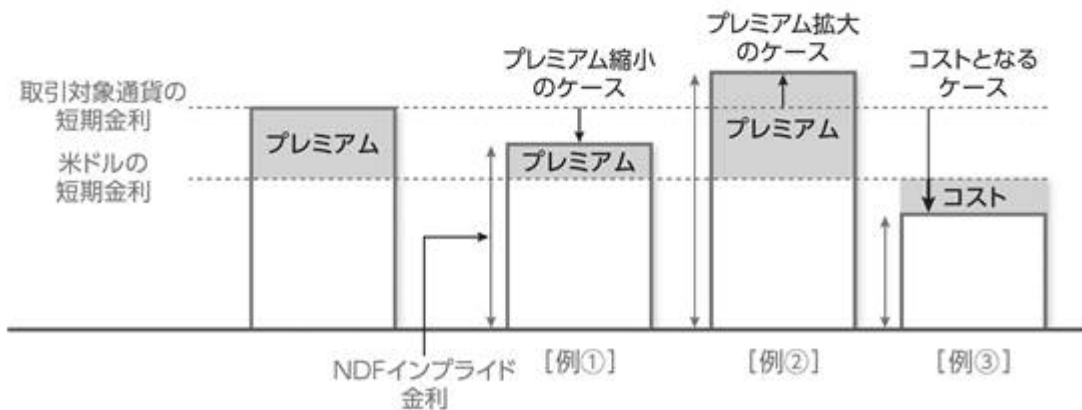 取引対象通貨の
短期金利
米ドルの
短期金利
プレミアム
プレミアム縮小
のケース
プレミアム
プレミアム拡大
のケース
プレミアム
コストとなる
ケース
コスト
NDFインプライド
金利
[例①]
[例②]
[例③]